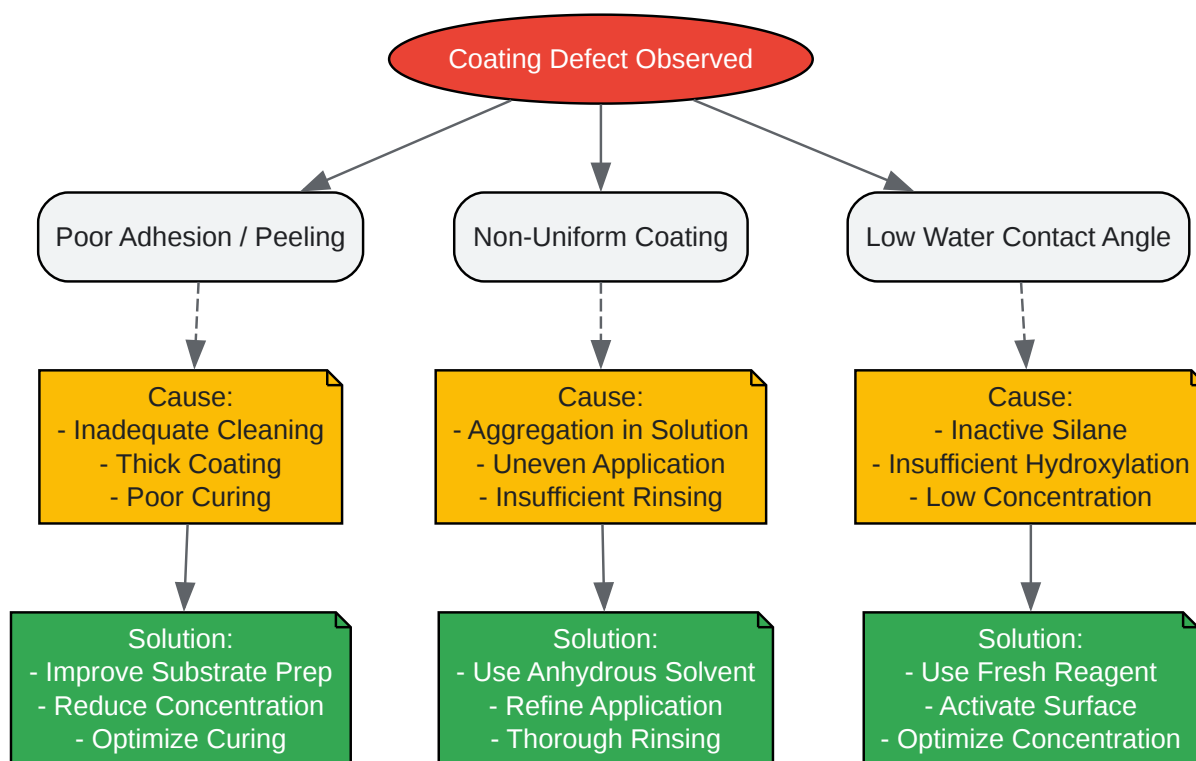 Coating Defect Observed
Poor Adhesion / Peeling
Non-Uniform Coating
Low Water Contact Angle
Cause:
- Inadequate Cleaning
- Thick Coating
- Poor Curing
Cause:
- Aggregation in Solution
- Uneven Application
- Insufficient Rinsing
Cause:
- Inactive Silane
- Insufficient Hydroxylation
- Low Concentration
Solution:
- Improve Substrate Prep
- Reduce Concentration
- Optimize Curing
Solution:
- Use Anhydrous Solvent
- Refine Application
- Thorough Rinsing
Solution:
- Use Fresh Reagent
- Activate Surface
- Optimize Concentration